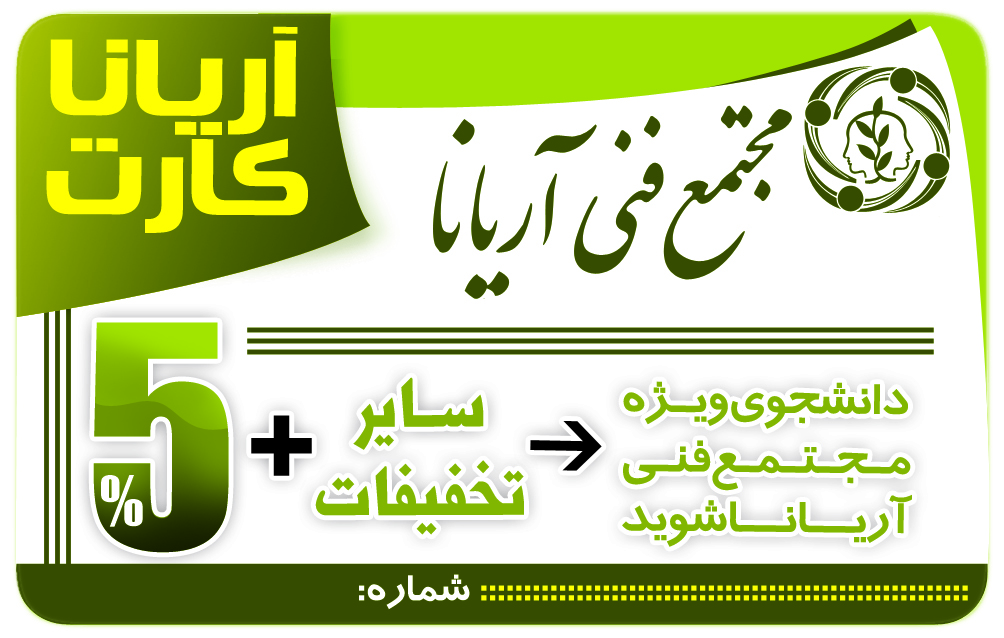 آریانا
کارت
مجتمع فنی آریانا
دانشجوی ویژه
مجتمع فنی
آریانا شوید
سایر
تخفیفات
+
5%
شماره: